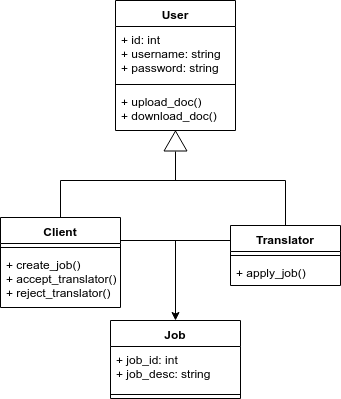 User
+ id: int
+ username: string
+ password: string
+ upload_doc()
+ download_doc()
Client
+ create_job()
+ accept_translator()
+ reject_translator()
Translator
+ apply_job()
Job
+ job_id: int
+ job_desc: string